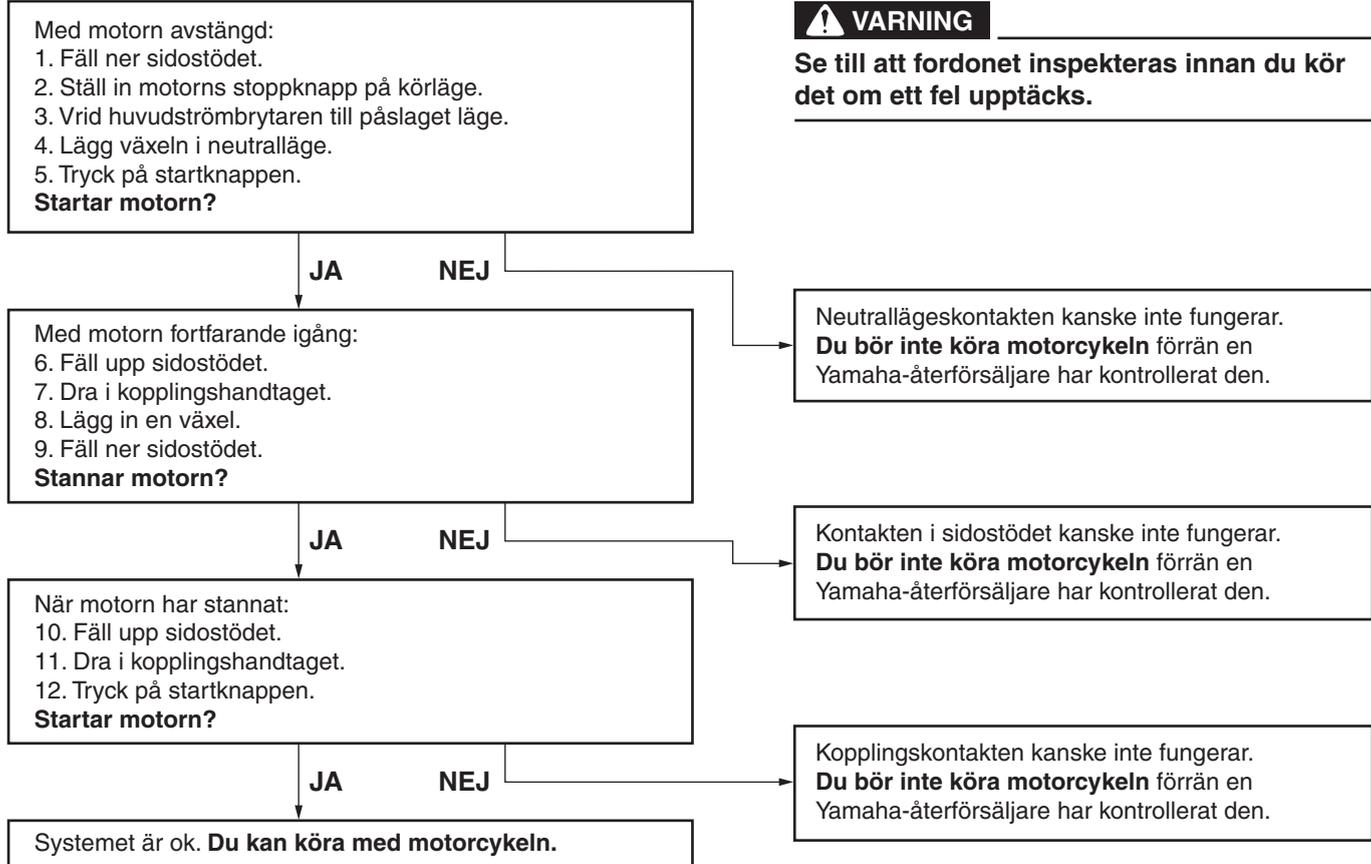 Med motorn avstängd:
1. Fäll ner sidostödet.
2. Ställ in motorns stoppknapp på körläge.
3. Vrid huvudströmbrytaren till påslaget läge.
4. Lägg växeln i neutralläge.
5. Tryck på startknappen.
Startar motorn?
VARNING
Se till att fordonet inspekteras innan du kör
det om ett fel upptäcks.
JA
NEJ
Neutrallägeskontakten kanske inte fungerar.
Du bör inte köra motorcykeln förrän en
Yamaha-återförsäljare har kontrollerat den.
Med motorn fortfarande igång:
6. Fäll upp sidostödet.
7. Dra i kopplingshandtaget.
8. Lägg in en växel.
9. Fäll ner sidostödet.
Stannar motorn?
JA
NEJ
Kontakten i sidostödet kanske inte fungerar.
Du bör inte köra motorcykeln förrän en
Yamaha-återförsäljare har kontrollerat den.
När motorn har stannat:
10. Fäll upp sidostödet.
11. Dra i kopplingshandtaget.
12. Tryck på startknappen.
Startar motorn?
JA
NEJ
Kopplingskontakten kanske inte fungerar.
Du bör inte köra motorcykeln förrän en
Yamaha-återförsäljare har kontrollerat den.
Systemet är ok. Du kan köra med motorcykeln.